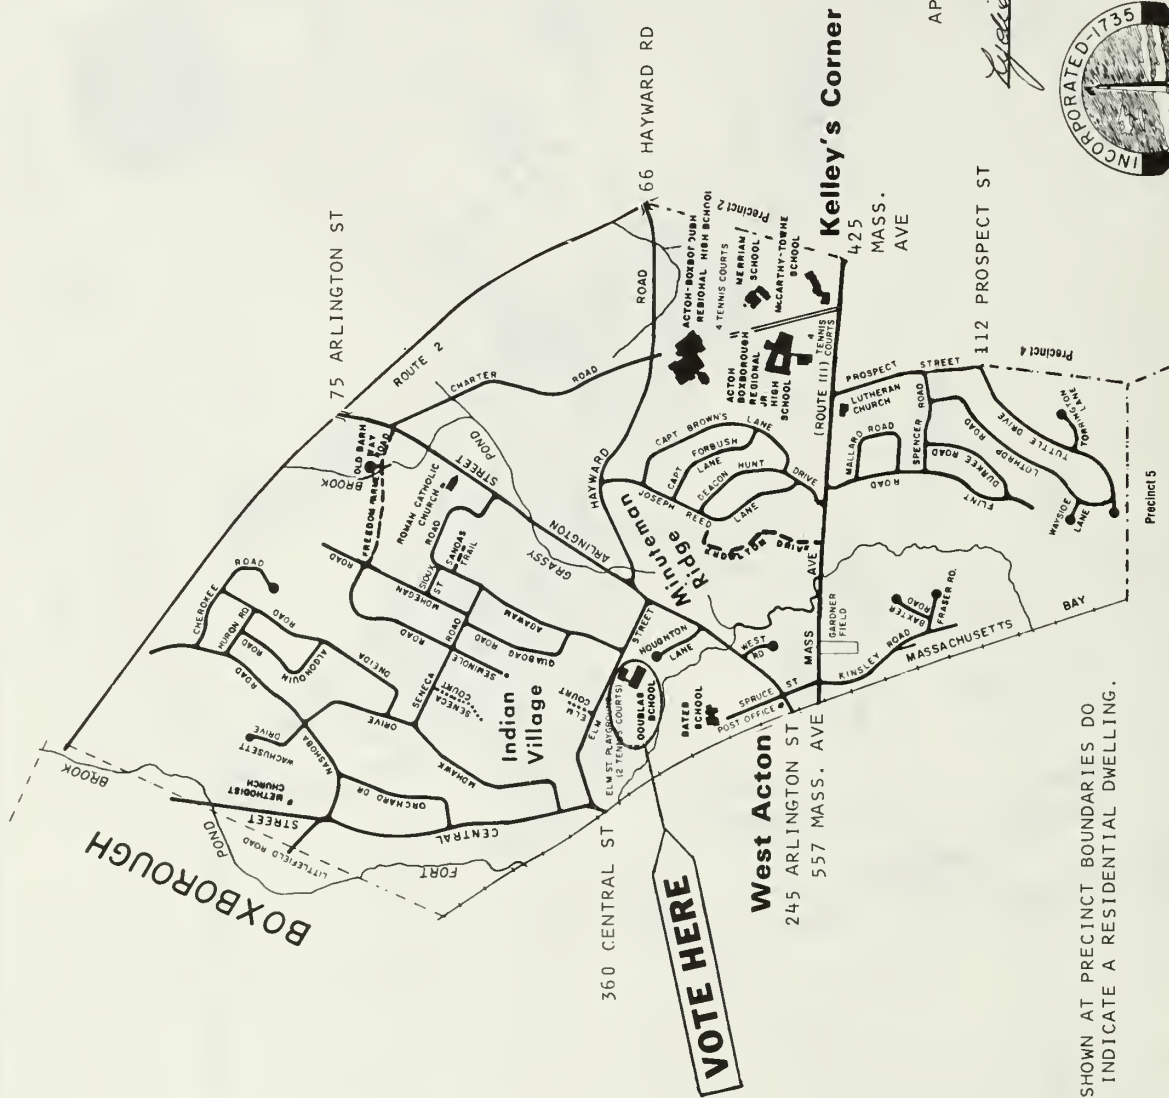 BOXBOROUGH
75 ARLINGTON ST
66 HAYWARD RD
Kelley's Corner
425
MASS.
AVE
112 PROSPECT ST
Precinct 2
Precinct 4
Precinct 5
INCORPORATED-1735
AP
360 CENTRAL ST
VOTE HERE
West Acton
245 ARLINGTON ST
557 MASS. AVE
SHOWN AT PRECINCT BOUNDARIES DO
INDICATE A RESIDENTIAL DWELLING.
Indian
Village
Minuteman
Ridge
ROUTE 2
CHARTER ROAD
HAYWARD ROAD
ARLINGTON STREET
GRASSY POND BROOK
OLD BARN
WAY
FREEDOM FARME ROAD
ROMAN CATHOLIC
CHURCH
SIOUX
ST
ROAD
SANDAS
TRAIL
MOHEGAN ROAD
AGAWAM
ROAD
QUABOAG
ROAD
SEMINOLE
SENECA ROAD
SENECA
COURT
CHEROKEE ROAD
HURON RD
ALGONQUIN
ROAD
ONEIDA
NASHOBA ROAD
WACHUSETT
DRIVE
METHODIST
CHURCH
MOHAWK DRIVE
ORCHARD DR
CENTRAL STREET
LITTLEFIELD ROAD
FORT POND BROOK
ELM STREET
ELM
COURT
ELM ST. PLAYGROUND
(2 TENNIS COURTS)
DOUGLAS
SCHOOL
HOUGHTON
LANE
WEST
RD
GATES
SCHOOL
SPRUCE ST
POST OFFICE
MASS AVE
(ROUTE 111)
GARDNER
FIELD
KINSLEY ROAD
BAXTER
ROAD
FRASER RD.
MASSACHUSETTS BAY
ACTON-BOXBOROUGH
REGIONAL HIGH SCHOOL
4 TENNIS COURTS
MERRIAM
SCHOOL
McCARTHY-TOWNE
SCHOOL
ACTON
BOXBOROUGH
REGIONAL
JR
HIGH
SCHOOL
4
TENNIS
COURTS
CAPT BROWN'S LANE
CAPT FORBUSH
LANE
DEACON HUNT DRIVE
JOSEPH REED LANE
DRIVE
LUTHERAN
CHURCH
PROSPECT STREET
MALLARD ROAD
SPENCER ROAD
FLINT ROAD
DURKEE ROAD
LOTHROP ROAD
TUTTLE DRIVE
TORRINGTON
LANE
WAYSIDE
LANE